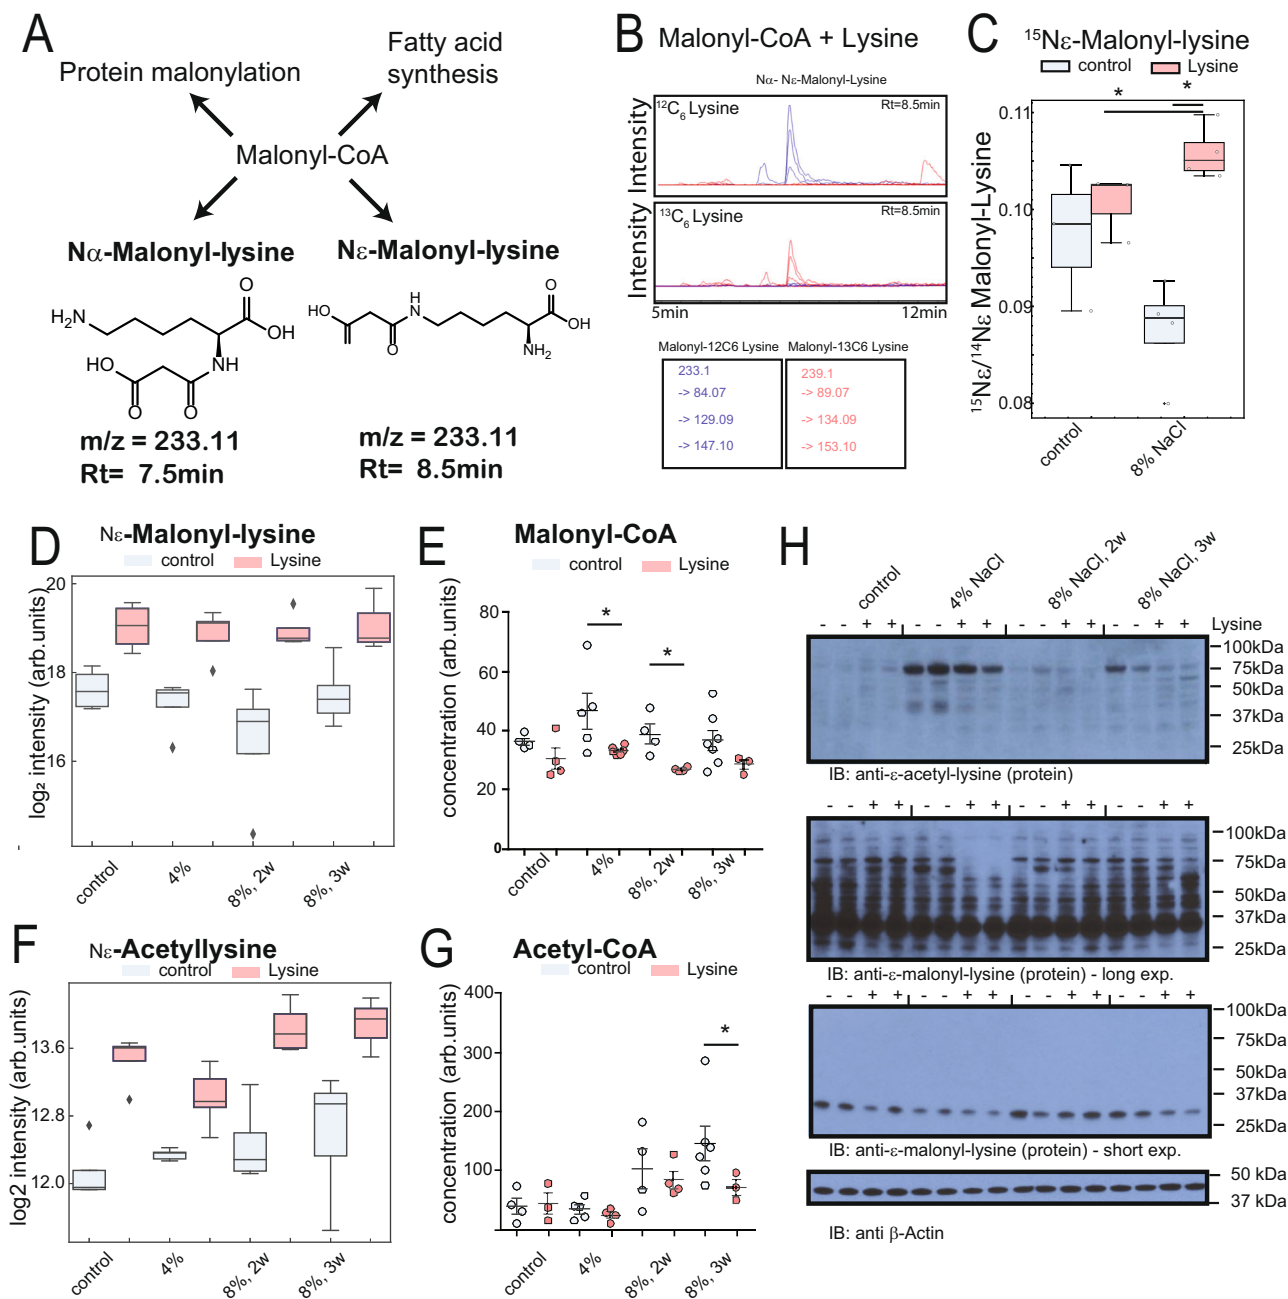 A
Protein malonylation
Fatty acid
synthesis
Malonyl-CoA
Nα-Malonyl-lysine
Nε-Malonyl-lysine
H₂N
O
OH
NH
HO
O
O
HO
H
N
O
O
OH
NH₂
m/z = 233.11
Rt= 7.5min
m/z = 233.11
Rt= 8.5min
B Malonyl-CoA + Lysine
Nα- Nε-Malonyl-Lysine
Intensity
¹²C₆ Lysine
Rt=8.5min
Intensity
¹³C₆ Lysine
Rt=8.5min
5min
12min
Malonyl-12C6 Lysine
Malonyl-13C6 Lysine
233.1
-> 84.07
-> 129.09
-> 147.10
239.1
-> 89.07
-> 134.09
-> 153.10
C
¹⁵Nε-Malonyl-lysine
control
Lysine
*
*
¹⁵Nε/¹⁴Nε Malonyl-Lysine
0.11
0.10
0.09
0.08
control
8% NaCl
D
Nε-Malonyl-lysine
control
Lysine
log₂ intensity (arb.units)
20
18
16
control
4%
8%, 2w
8%, 3w
E Malonyl-CoA
control
Lysine
concentration (arb.units)
80
60
40
20
0
*
*
control
4%
8%, 2w
8%, 3w
F
Nε-Acetyllysine
control
Lysine
log2 intensity (arb.units)
13.6
12.8
12.0
control
4%
8%, 2w
8%, 3w
G Acetyl-CoA
control
Lysine
concentration (arb.units)
400
300
200
100
*
control
4%
8%, 2w
8%, 3w
H
control
4% NaCl
8% NaCl, 2w
8% NaCl, 3w
- - + + - - + + - - + + - - + + Lysine
100kDa
75kDa
50kDa
37kDa
25kDa
IB: anti-ε-acetyl-lysine (protein)
- - + + - - + + - - + + - - + +
100kDa
75kDa
50kDa
37kDa
25kDa
IB: anti-ε-malonyl-lysine (protein) - long exp.
- - + + - - + + - - + + - - + +
100kDa
75kDa
50kDa
37kDa
25kDa
IB: anti-ε-malonyl-lysine (protein) - short exp.
50 kDa
37 kDa
IB: anti β-Actin